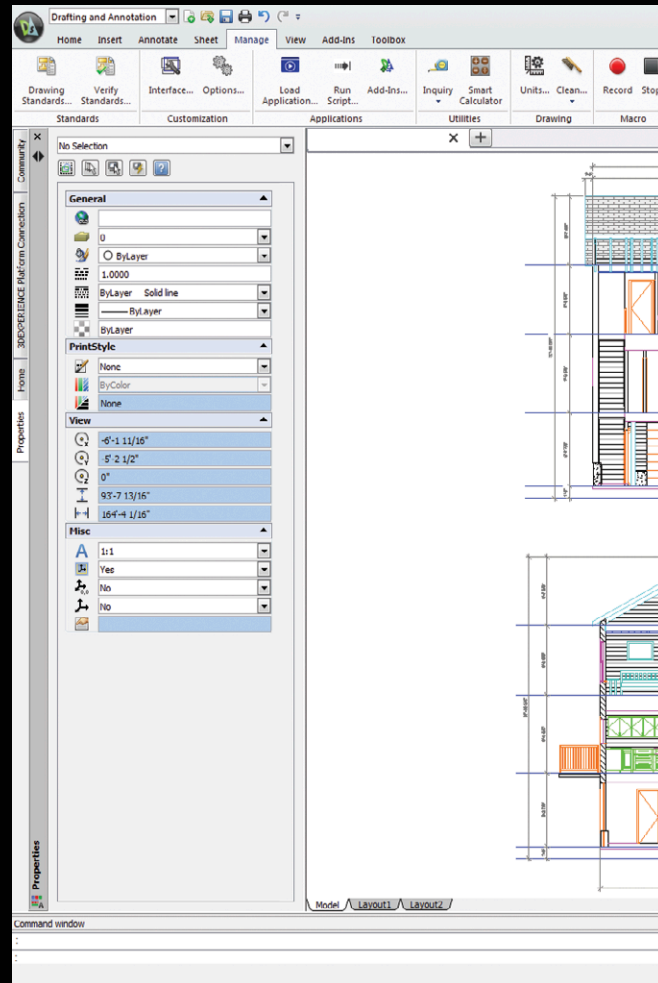 Drafting and Annotation
Home Insert Annotate Sheet Manage View Add-Ins Toolbox
Drawing Standards...
Verify Standards...
Interface... Options...
Load Application...
Run Script...
Add-Ins...
Inquiry
Smart Calculator
Units... Clean...
Record Stop
Standards Customization Applications Utilities Drawing Macro
No Selection
Community
3DEXPERIENCE Platform Connection
Home
Properties
General
0
ByLayer
1.0000
ByLayer Solid line
ByLayer
ByLayer
PrintStyle
None
ByColor
None
View
-6'-1 11/16"
-5'-2 1/2"
0"
93'-7 13/16"
164'-4 1/16"
Misc
1:1
Yes
No
No
Properties
Model Layout1 Layout2
Command window
:
: